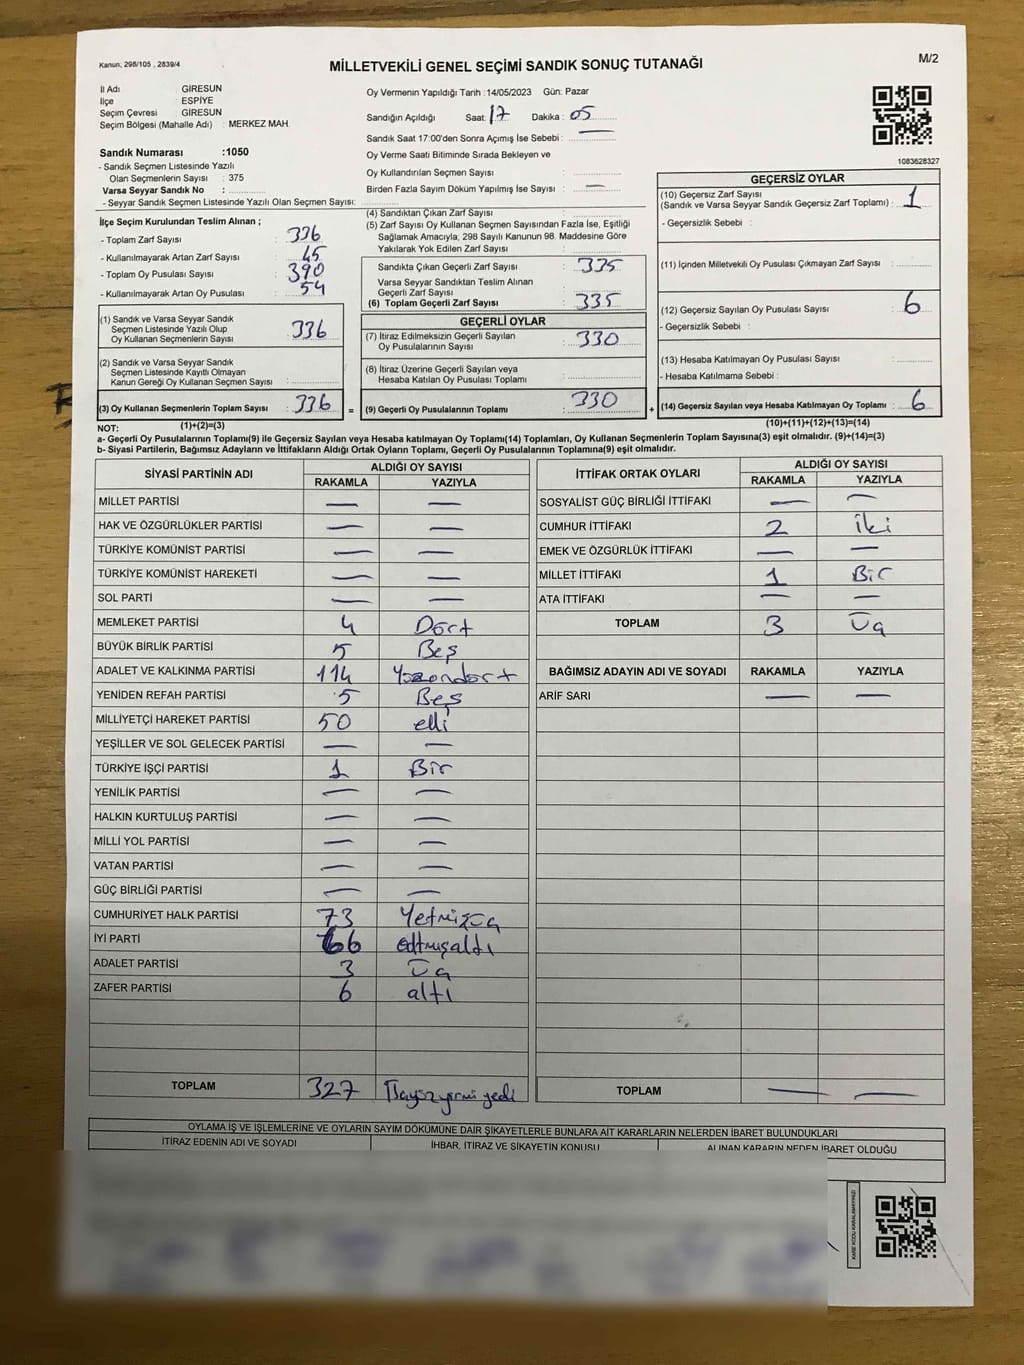 Kanun; 298/105 , 2839/4
MİLLETVEKİLİ GENEL SEÇİMİ SANDIK SONUÇ TUTANAĞI
M/2
İl Adı : GİRESUN
İlçe : ESPİYE
Seçim Çevresi : GİRESUN
Seçim Bölgesi (Mahalle Adı) : MERKEZ MAH.
Oy Vermenin Yapıldığı Tarih :14/05/2023 Gün: Pazar
Sandığın Açıldığı Saat: 17 Dakika : 05
Sandık Saat 17:00'den Sonra Açımış İse Sebebi : —
Oy Verme Saati Bitiminde Sırada Bekleyen ve
Oy Kullandırılan Seçmen Sayısı :
Birden Fazla Sayım Döküm Yapılmış İse Sayısı : —
1083628327
Sandık Numarası :1050
- Sandık Seçmen Listesinde Yazılı
Olan Seçmenlerin Sayısı : 375
Varsa Seyyar Sandık No :
- Seyyar Sandık Seçmen Listesinde Yazılı Olan Seçmen Sayısı:
İlçe Seçim Kurulundan Teslim Alınan ;
- Toplam Zarf Sayısı :
- Kullanılmayarak Artan Zarf Sayısı : 45
- Toplam Oy Pusulası Sayısı : 390
- Kullanılmayarak Artan Oy Pusulası : 54
(1) Sandık ve Varsa Seyyar Sandık
Seçmen Listesinde Yazılı Olup
Oy Kullanan Seçmenlerin Sayısı : 336
(2) Sandık ve Varsa Seyyar Sandık
Seçmen Listesinde Kayıtlı Olmayan
Kanun Gereği Oy Kullanan Seçmen Sayısı :
(3) Oy Kullanan Seçmenlerin Toplam Sayısı : 336 =
(1)+(2)=(3)
(4) Sandıktan Çıkan Zarf Sayısı :
(5) Zarf Sayısı Oy Kullanan Seçmen Sayısından Fazla İse, Eşitliği
Sağlamak Amacıyla; 298 Sayılı Kanunun 98. Maddesine Göre
Yakılarak Yok Edilen Zarf Sayısı :
Sandıkta Çıkan Geçerli Zarf Sayısı : 335
Varsa Seyyar Sandıktan Teslim Alınan
Geçerli Zarf Sayısı :
(6) Toplam Geçerli Zarf Sayısı : 335
GEÇERLİ OYLAR
(7) İtiraz Edilmeksizin Geçerli Sayılan
Oy Pusulalarının Sayısı : 330
(8) İtiraz Üzerine Geçerli Sayılan veya
Hesaba Katılan Oy Pusulası Toplamı :
(9) Geçerli Oy Pusulalarının Toplamı : 330 +
GEÇERSİZ OYLAR
(10) Geçersiz Zarf Sayısı
(Sandık ve Varsa Seyyar Sandık Geçersiz Zarf Toplamı) : 1
- Geçersizlik Sebebi :
(11) İçinden Milletvekili Oy Pusulası Çıkmayan Zarf Sayısı :
(12) Geçersiz Sayılan Oy Pusulası Sayısı : 6
- Geçersizlik Sebebi :
(13) Hesaba Katılmayan Oy Pusulası Sayısı :
- Hesaba Katılmama Sebebi :
(14) Geçersiz Sayılan veya Hesaba Katılmayan Oy Toplamı : 6
(10)+(11)+(12)+(13)=(14)
NOT:
a- Geçerli Oy Pusulalarının Toplamı(9) ile Geçersiz Sayılan veya Hesaba katılmayan Oy Toplamı(14) Toplamları, Oy Kullanan Seçmenlerin Toplam Sayısına(3) eşit olmalıdır. (9)+(14)=(3)
b- Siyasi Partilerin, Bağımsız Adayların ve İttifakların Aldığı Oyların Toplamı, Geçerli Oy Pusulalarının Toplamına(9) eşit olmalıdır.
SİYASİ PARTİNİN ADI ALDIĞI OY SAYISI
RAKAMLA YAZIYLA
MİLLET PARTİSİ — —
HAK VE ÖZGÜRLÜKLER PARTİSİ — —
TÜRKİYE KOMÜNİST PARTİSİ — —
TÜRKİYE KOMÜNİST HAREKETİ — —
SOL PARTİ — —
MEMLEKET PARTİSİ 4 Dört
BÜYÜK BİRLİK PARTİSİ 5 Beş
ADALET VE KALKINMA PARTİSİ 114 Yüzondört
YENİDEN REFAH PARTİSİ 5 Beş
MİLLİYETÇİ HAREKET PARTİSİ 50 elli
YEŞİLLER VE SOL GELECEK PARTİSİ — —
TÜRKİYE İŞÇİ PARTİSİ 1 Bir
YENİLİK PARTİSİ — —
HALKIN KURTULUŞ PARTİSİ — —
MİLLİ YOL PARTİSİ — —
VATAN PARTİSİ — —
GÜÇ BİRLİĞİ PARTİSİ — —
CUMHURİYET HALK PARTİSİ 73 Yetmişüç
İYİ PARTİ 66 altmışaltı
ADALET PARTİSİ 3 Üç
ZAFER PARTİSİ 6 altı
TOPLAM 327 Üçyüzyirmiyedi
İTTİFAK ORTAK OYLARI ALDIĞI OY SAYISI
RAKAMLA YAZIYLA
SOSYALİST GÜÇ BİRLİĞİ İTTİFAKI — —
CUMHUR İTTİFAKI 2 İki
EMEK VE ÖZGÜRLÜK İTTİFAKI — —
MİLLET İTTİFAKI 1 Bir
ATA İTTİFAKI — —
TOPLAM 3 Üç
BAĞIMSIZ ADAYIN ADI VE SOYADI RAKAMLA YAZIYLA
ARİF SARI — —
TOPLAM — —
OYLAMA İŞ VE İŞLEMLERİNE VE OYLARIN SAYIM DÖKÜMÜNE DAİR ŞİKAYETLERLE BUNLARA AİT KARARLARIN NELERDEN İBARET BULUNDUKLARI
İTİRAZ EDENİN ADI VE SOYADI İHBAR, İTİRAZ VE ŞİKAYETİN KONUSU ALINAN KARARIN NEDEN İBARET OLDUĞU
KARE KODU KARALAMAYINIZ!